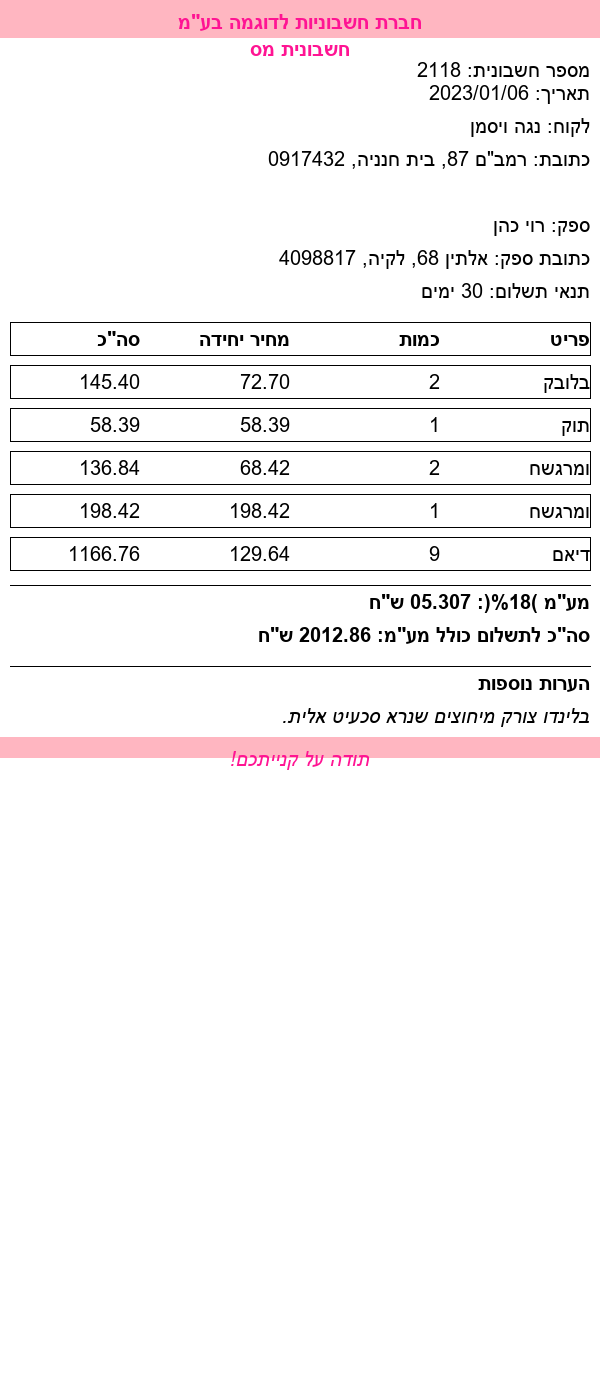 חברת חשבוניות לדוגמה בע"מ
חשבונית מס
מספר חשבונית: 2118
תאריך: 2023/01/06
לקוח: נגה ויסמן
כתובת: רמב"ם 87, בית חנניה, 0917432
ספק: רוי כהן
כתובת ספק: אלתין 68, לקיה, 4098817
תנאי תשלום: 30 ימים
פריט כמות מחיר יחידה סה"כ
בלובק 2 72.70 145.40
תוק 1 58.39 58.39
ומרגשח 2 68.42 136.84
ומרגשח 1 198.42 198.42
דיאם 9 129.64 1166.76
מע"מ )18%(: 05.307 ש"ח
סה"כ לתשלום כולל מע"מ: 2012.86 ש"ח
הערות נוספות
בלינדו צורק מיחוצים שנרא סכעיט אלית.
תודה על קנייתכם!